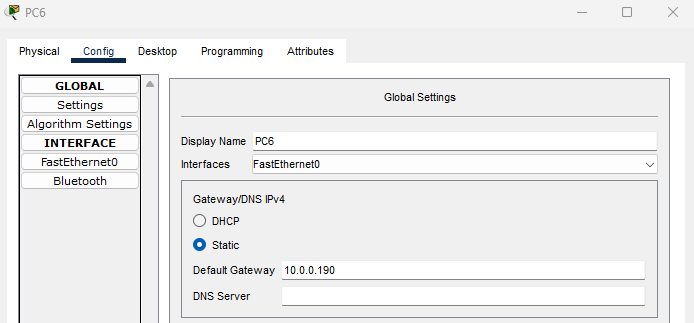 PC6
Physical Config Desktop Programming Attributes
GLOBAL
Settings
Algorithm Settings
INTERFACE
FastEthernet0
Bluetooth
Global Settings
Display Name PC6
Interfaces FastEthernet0
Gateway/DNS IPv4
DHCP
Static
Default Gateway 10.0.0.190
DNS Server